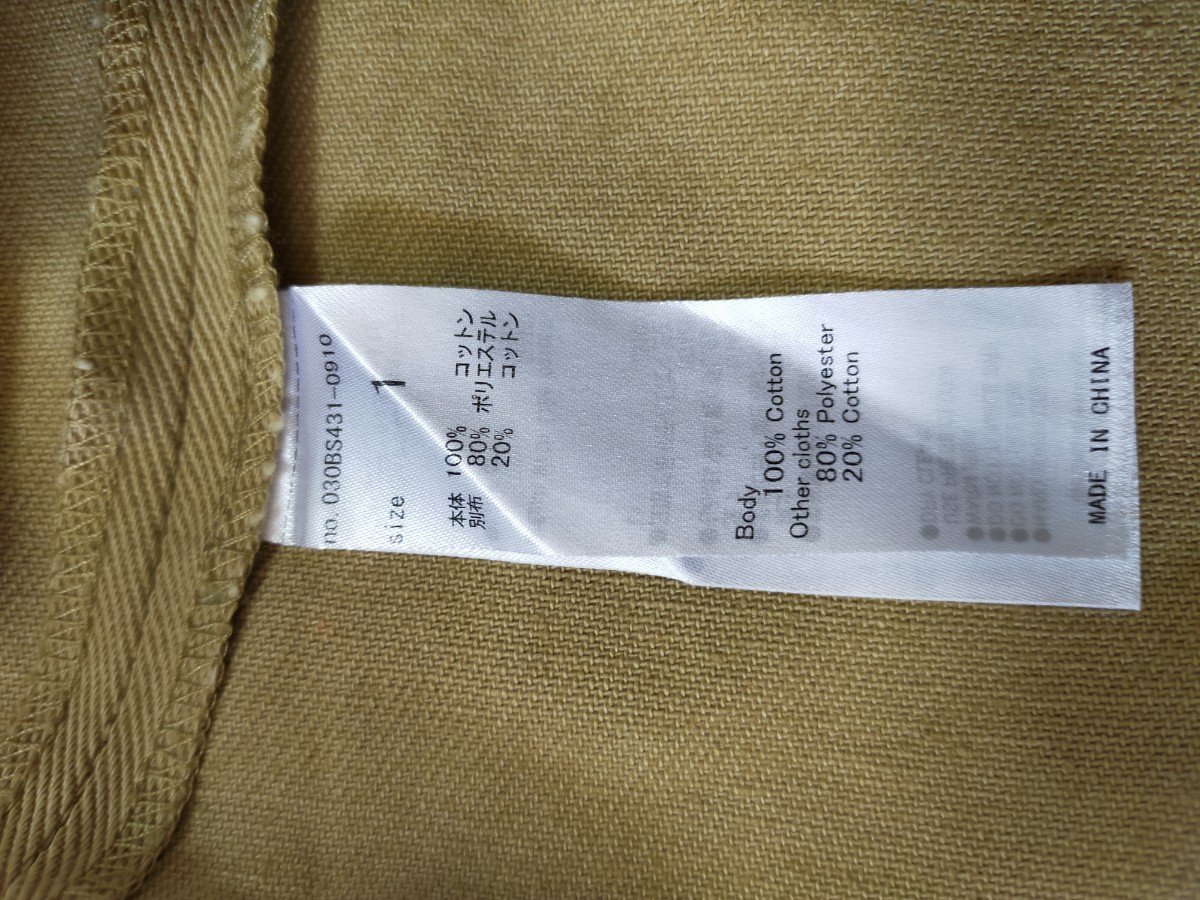 no. 030BS431-0910
size 1
本体 100% コットン
別布 80% ポリエステル
20% コットン
Body
100% Cotton
Other cloths
80% Polyester
20% Cotton
MADE IN CHINA